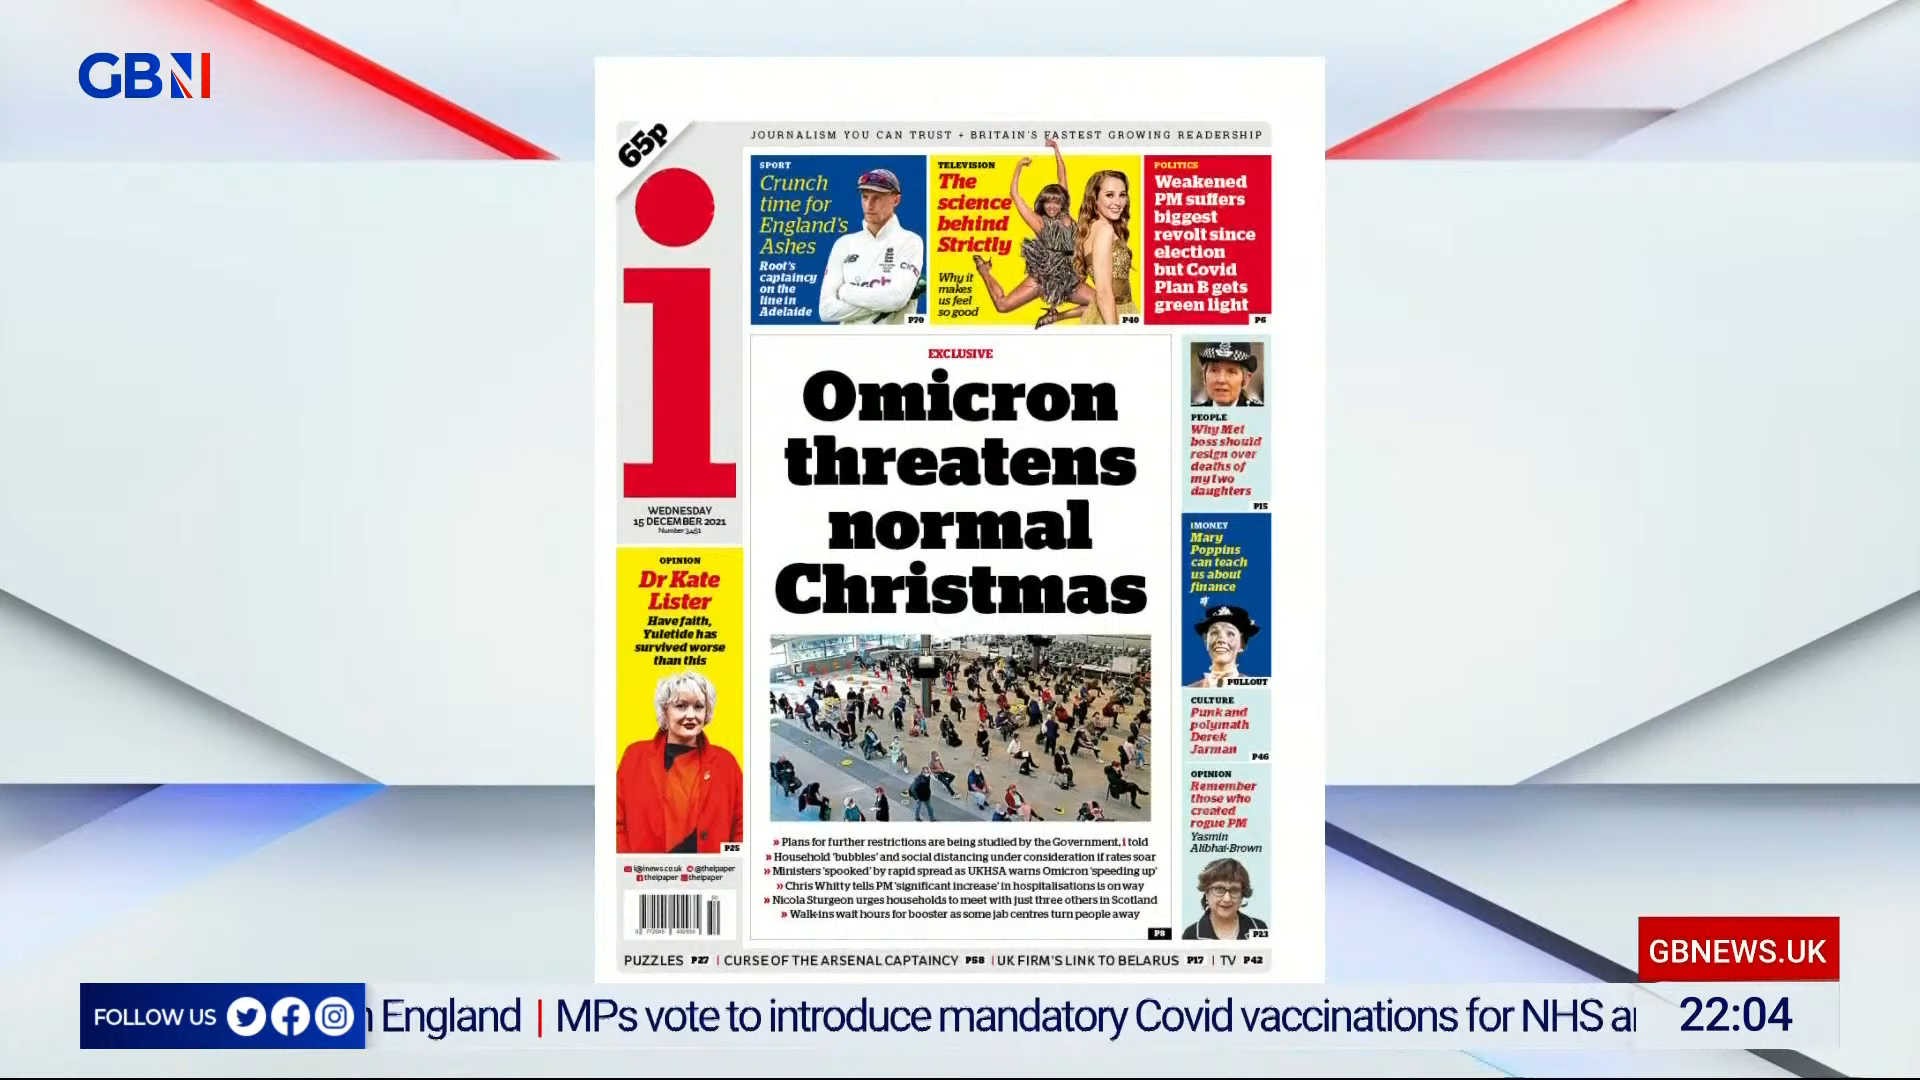 GBN
65p
JOURNALISM YOU CAN TRUST + BRITAIN'S FASTEST GROWING READERSHIP
i
WEDNESDAY
15 DECEMBER 2021
Number 3,451
SPORT
Crunch
time for
England's
Ashes
Root's
captaincy
on the
line in
Adelaide
P70
TELEVISION
The
science
behind
Strictly
Why it
makes
us feel
so good
P40
POLITICS
Weakened
PM suffers
biggest
revolt since
election
but Covid
Plan B gets
green light
P6
EXCLUSIVE
Omicron
threatens
normal
Christmas
» Plans for further restrictions are being studied by the Government, i told
» Household 'bubbles' and social distancing under consideration if rates soar
» Ministers 'spooked' by rapid spread as UKHSA warns Omicron 'speeding up'
» Chris Whitty tells PM 'significant increase' in hospitalisations is on way
» Nicola Sturgeon urges households to meet with just three others in Scotland
» Walk-ins wait hours for booster as some jab centres turn people away
P8
OPINION
Dr Kate
Lister
Have faith,
Yuletide has
survived worse
than this
P25
i@inews.co.uk @theipaper
theipaper theipaper
PEOPLE
Why Met
boss should
resign over
deaths of
my two
daughters
P15
iMONEY
Mary
Poppins
can teach
us about
finance
PULLOUT
CULTURE
Punk and
polymath
Derek
Jarman
P46
OPINION
Remember
those who
created
rogue PM
Yasmin
Alibhai-Brown
P23
PUZZLES P27 | CURSE OF THE ARSENAL CAPTAINCY P58 | UK FIRM'S LINK TO BELARUS P17 | TV P42
GBNEWS.UK
FOLLOW US
England | MPs vote to introduce mandatory Covid vaccinations for NHS
22:04